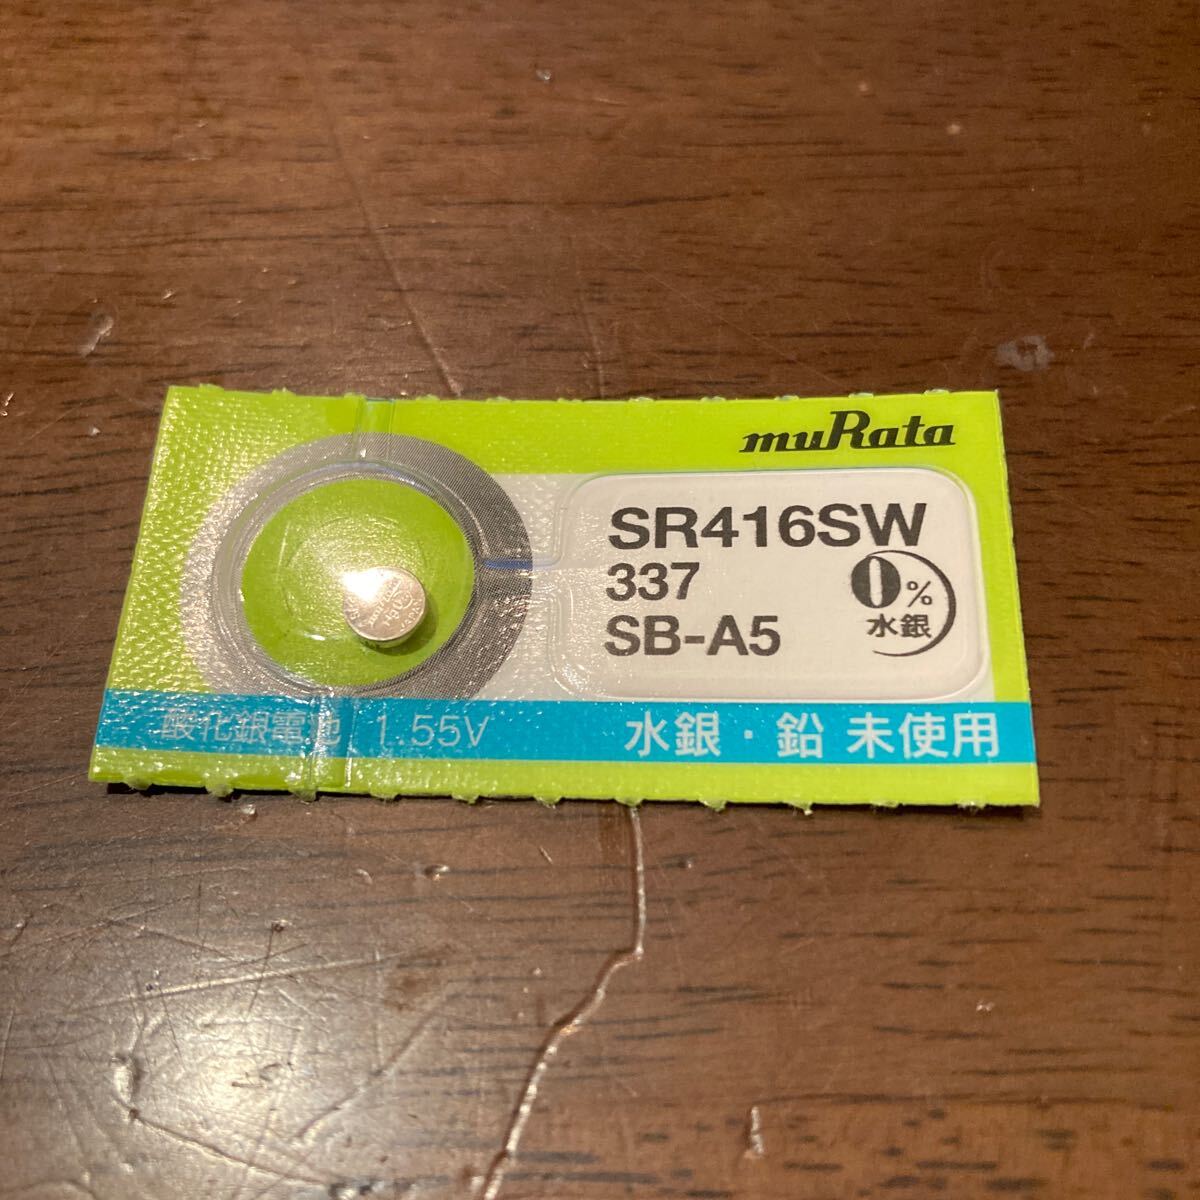 muRata
SR416SW
337
SB-A5
0%
水銀
酸化銀電池 1.55V
水銀・鉛 未使用